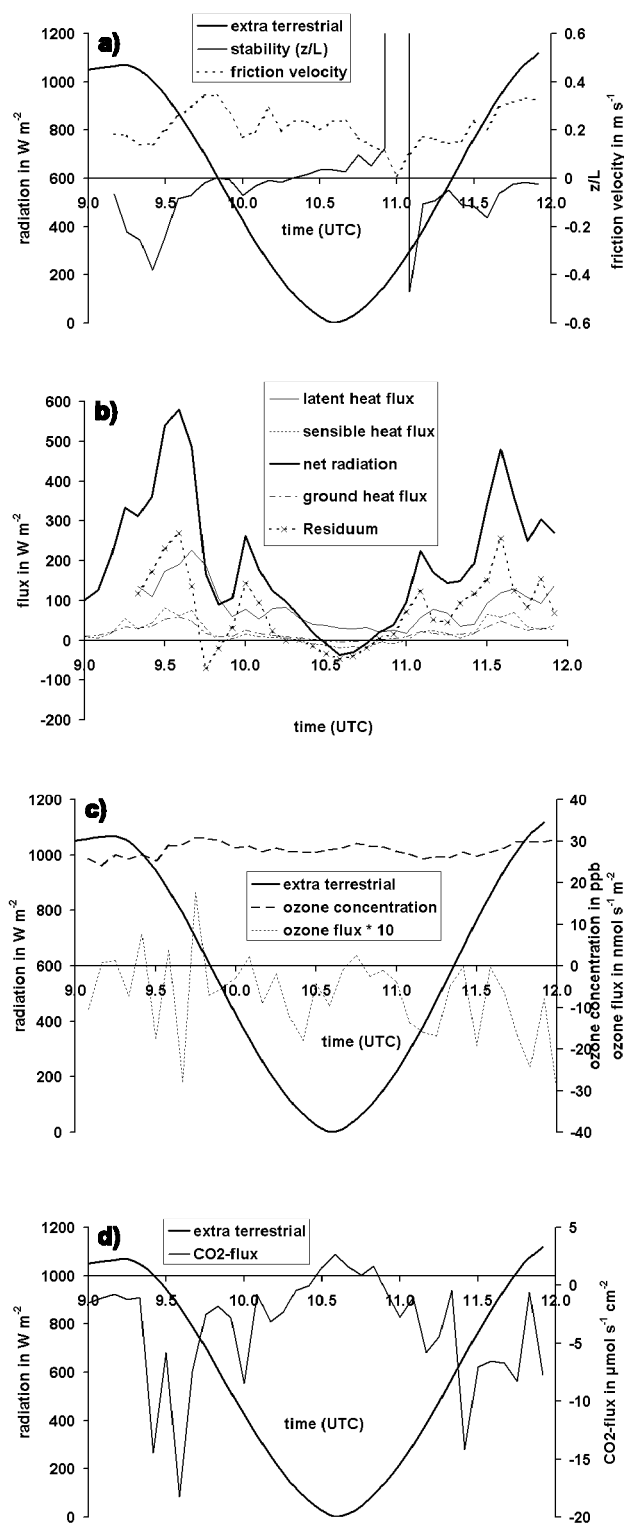 a)
extra terrestrial
stability (z/L)
friction velocity
1200
1000
800
600
400
200
0
radiation in W m-2
0.6
0.4
0.2
0
-0.2
-0.4
-0.6
z/L
friction velocity in m s-1
9.0 9.5 10.0 10.5 11.0 11.5 12.0
time (UTC)
b)
latent heat flux
sensible heat flux
net radiation
ground heat flux
Residuum
600
500
400
300
200
100
0
-100
-200
flux in W m-2
9.0 9.5 10.0 10.5 11.0 11.5 12.0
time (UTC)
c)
extra terrestrial
ozone concentration
ozone flux * 10
1200
1000
800
600
400
200
0
radiation in W m-2
40
30
20
10
0
-10
-20
-30
-40
ozone concentration in ppb
ozone flux in nmol s-1 m-2
9.0 9.5 10.0 10.5 11.0 11.5 12.0
time (UTC)
d)
extra terrestrial
CO2-flux
1200
1000
800
600
400
200
0
radiation in W m-2
5
0
-5
-10
-15
-20
CO2-flux in µmol s-1 cm-2
9.0 9.5 10.0 10.5 11.0 11.5 12.0
time (UTC)